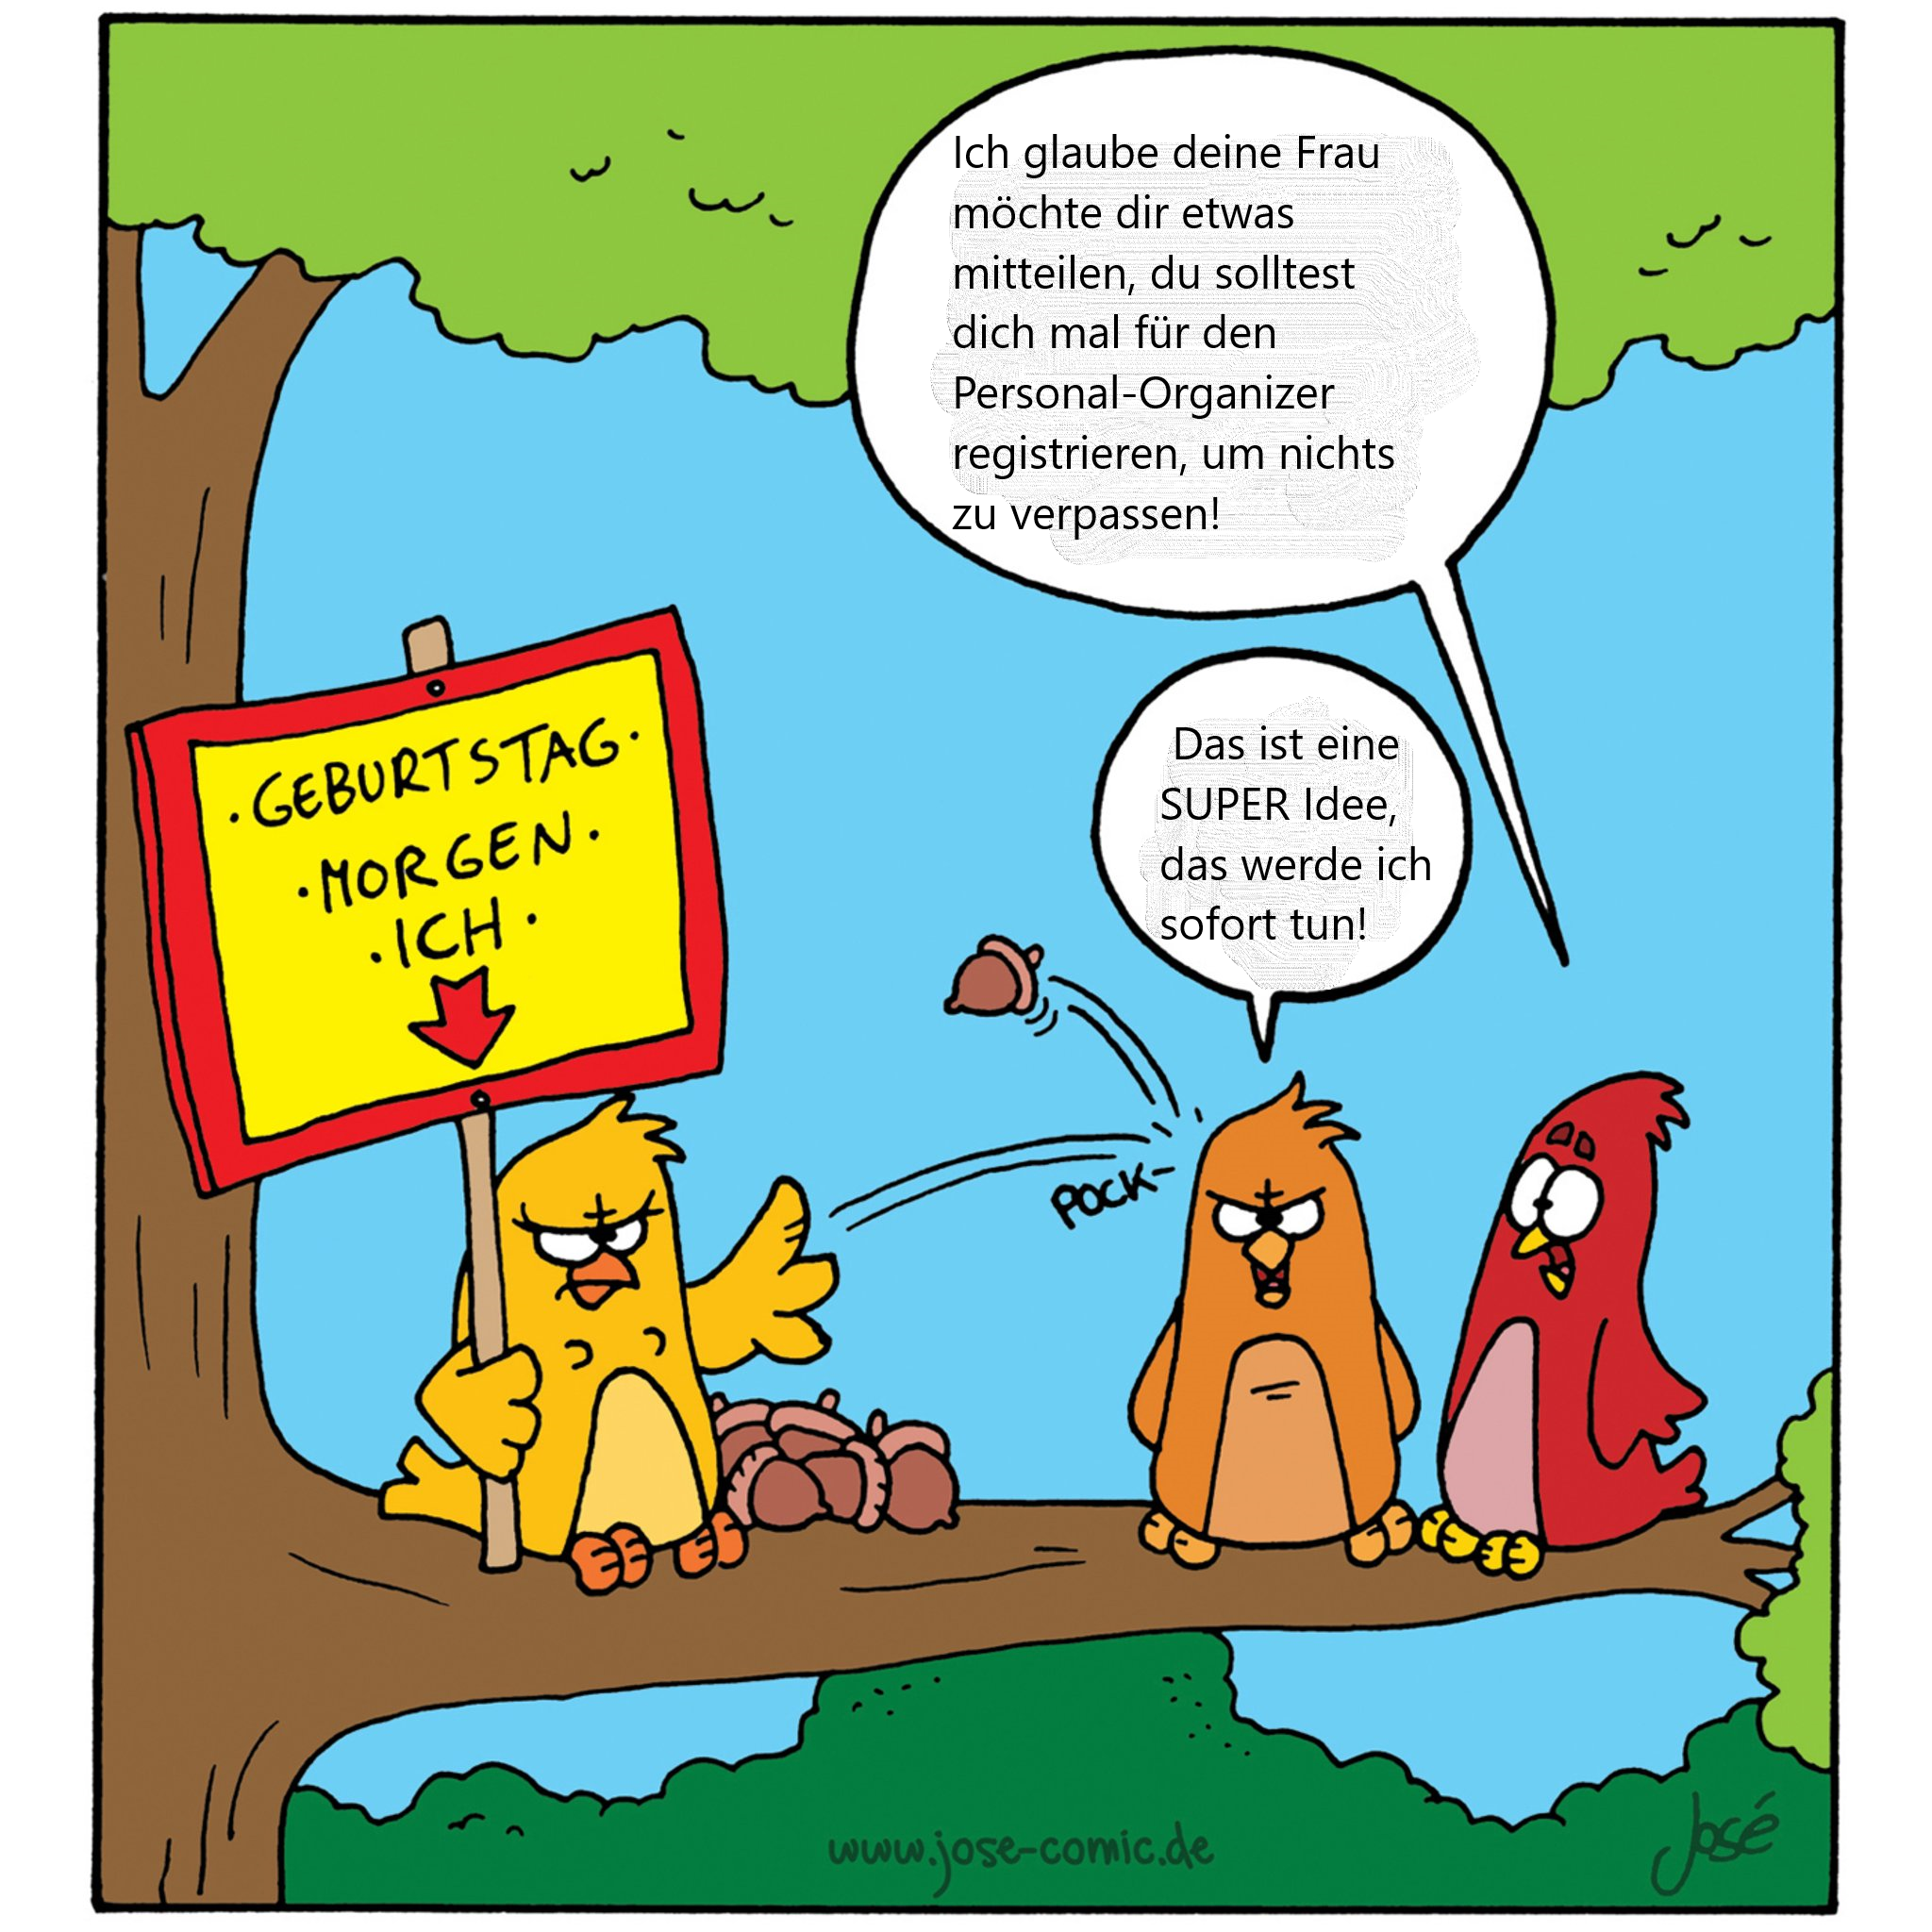 Ich glaube deine Frau
möchte dir etwas
mitteilen, du solltest
dich mal für den
Personal-Organizer
registrieren, um nichts
zu verpassen!
Das ist eine
SUPER Idee,
das werde ich
sofort tun!
·GEBURTSTAG·
·MORGEN·
·ICH·
POCK
www.jose-comic.de
José